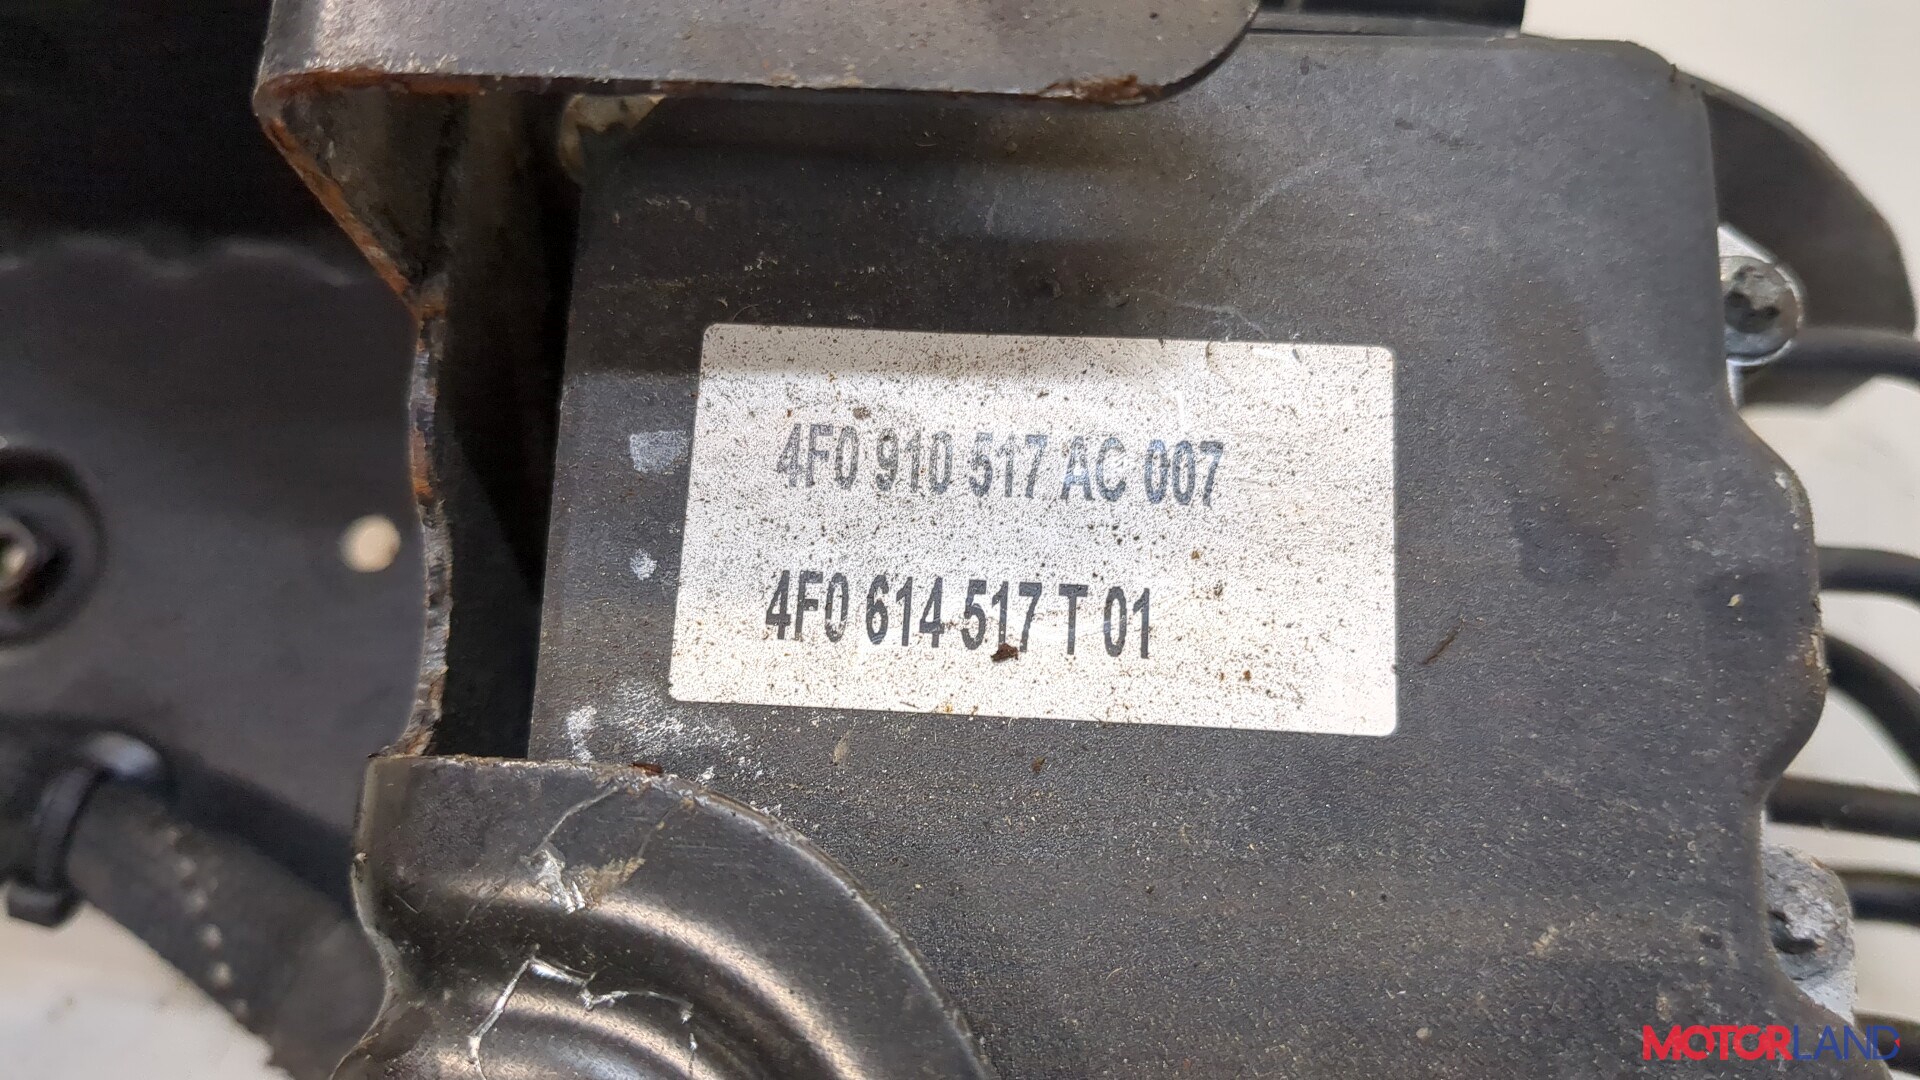 4F0 910 517 AC 007
4F0 614 517 T 01
MOTORLAND